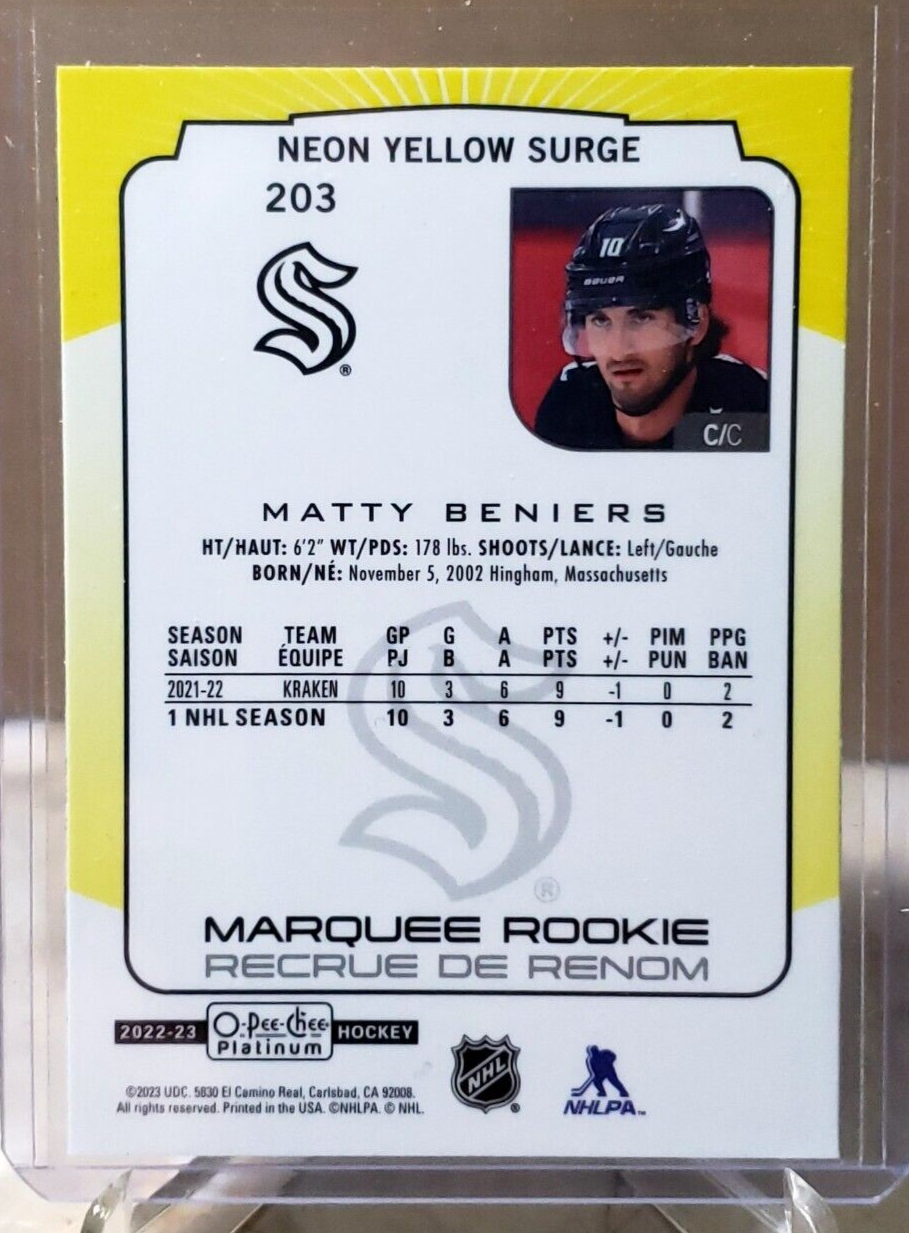 NEON YELLOW SURGE
203
®
10
BAUER
C/C
MATTY BENIERS
HT/HAUT: 6'2" WT/PDS: 178 lbs. SHOOTS/LANCE: Left/Gauche
BORN/NÉ: November 5, 2002 Hingham, Massachusetts
SEASON TEAM GP G A PTS +/- PIM PPG
SAISON ÉQUIPE PJ B A PTS +/- PUN BAN
2021-22 KRAKEN 10 3 6 9 -1 0 2
1 NHL SEASON 10 3 6 9 -1 0 2
®
MARQUEE ROOKIE
RECRUE DE RENOM
2022-23 O-Pee-Chee Platinum HOCKEY
©2023 UDC. 5830 El Camino Real, Carlsbad, CA 92008.
All rights reserved. Printed in the USA. ©NHLPA. © NHL.
NHL ®
NHLPA™